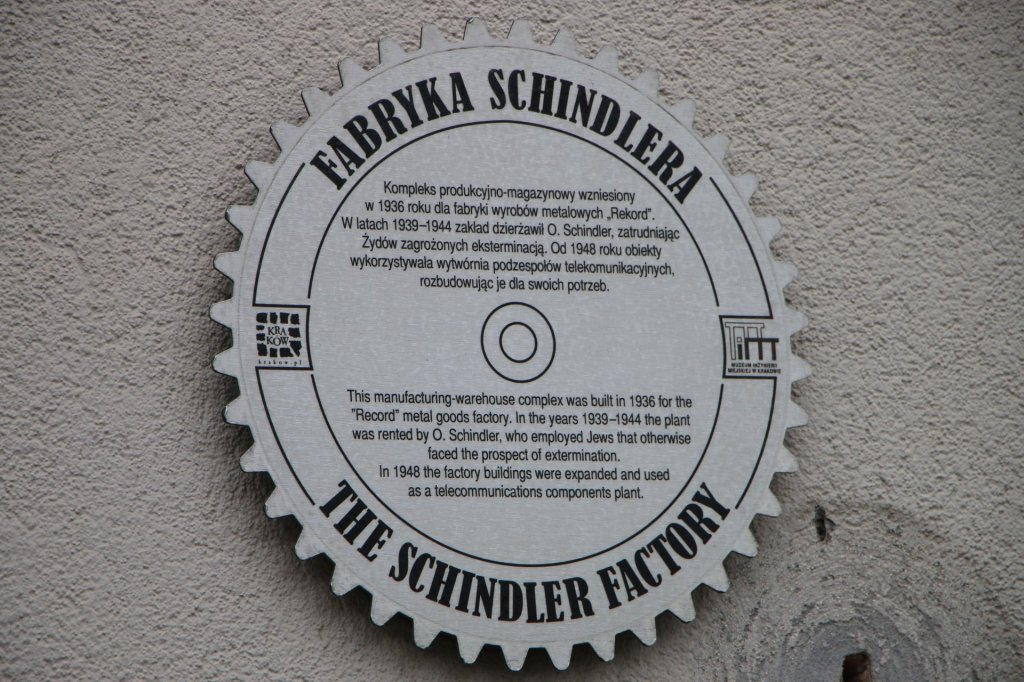 FABRYKA SCHINDLERA
Kompleks produkcyjno-magazynowy wzniesiony
w 1936 roku dla fabryki wyrobów metalowych „Rekord”.
W latach 1939–1944 zakład dzierżawił O. Schindler, zatrudniając
Żydów zagrożonych eksterminacją. Od 1948 roku obiekty
wykorzystywała wytwórnia podzespołów telekomunikacyjnych,
rozbudowując je dla swoich potrzeb.
KRA
KÓW
krakow.pl
MUZEUM INŻYNIERII
MIEJSKIEJ W KRAKOWIE
This manufacturing-warehouse complex was built in 1936 for the
”Record” metal goods factory. In the years 1939–1944 the plant
was rented by O. Schindler, who employed Jews that otherwise
faced the prospect of extermination.
In 1948 the factory buildings were expanded and used
as a telecommunications components plant.
THE SCHINDLER FACTORY